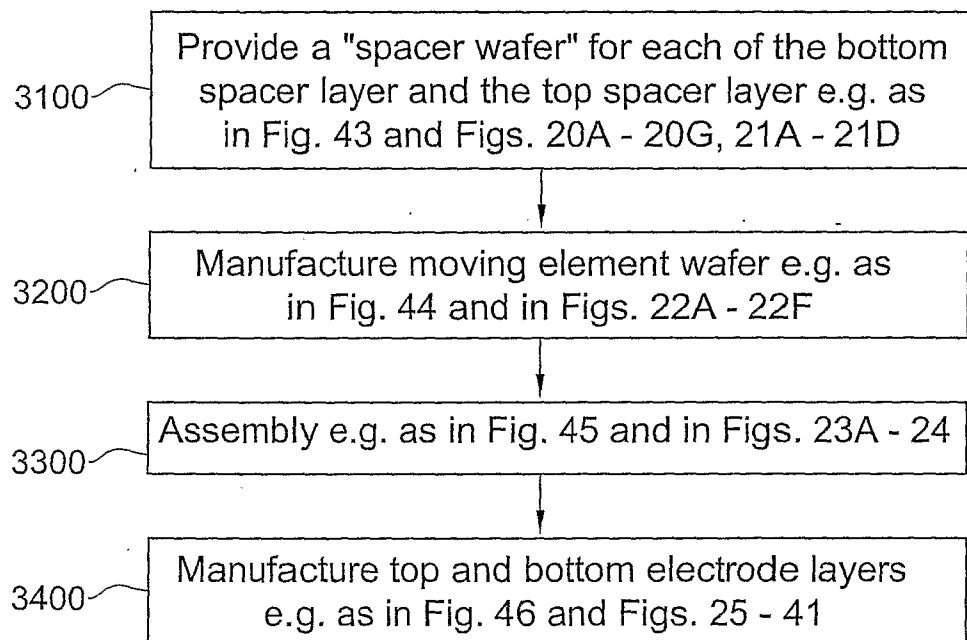 3100
Provide a "spacer wafer" for each of the bottom
spacer layer and the top spacer layer e.g. as
in Fig. 43 and Figs. 20A - 20G, 21A - 21D
3200
Manufacture moving element wafer e.g. as
in Fig. 44 and in Figs. 22A - 22F
3300
Assembly e.g. as in Fig. 45 and in Figs. 23A - 24
3400
Manufacture top and bottom electrode layers
e.g. as in Fig. 46 and Figs. 25 - 41